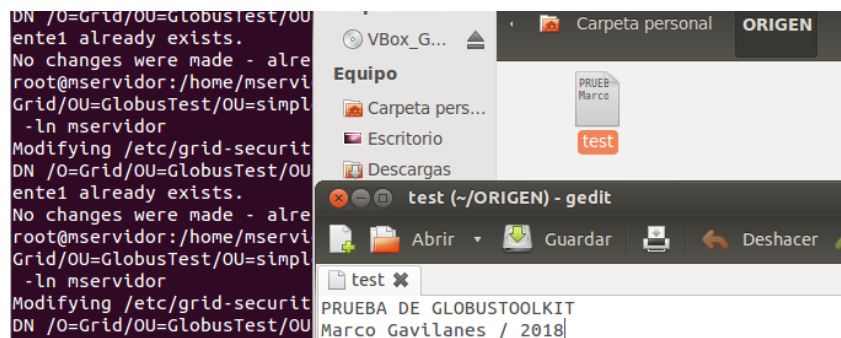 DN /O=Grid/OU=GlobusTest/OU
ente1 already exists.
No changes were made - alre
root@mservidor:/home/mservi
Grid/OU=GlobusTest/OU=simpl
-ln mservidor
Modifying /etc/grid-securit
DN /O=Grid/OU=GlobusTest/OU
ente1 already exists.
No changes were made - alre
root@mservidor:/home/mservi
Grid/OU=GlobusTest/OU=simpl
-ln mservidor
Modifying /etc/grid-securit
DN /O=Grid/OU=GlobusTest/OU
VBox_G...
Equipo
Carpeta pers...
Escritorio
Descargas
Carpeta personal
ORIGEN
PRUEB
Marco
test
test (~/ORIGEN) - gedit
Abrir
Guardar
Deshacer
test
PRUEBA DE GLOBUSTOOLKIT
Marco Gavilanes / 2018